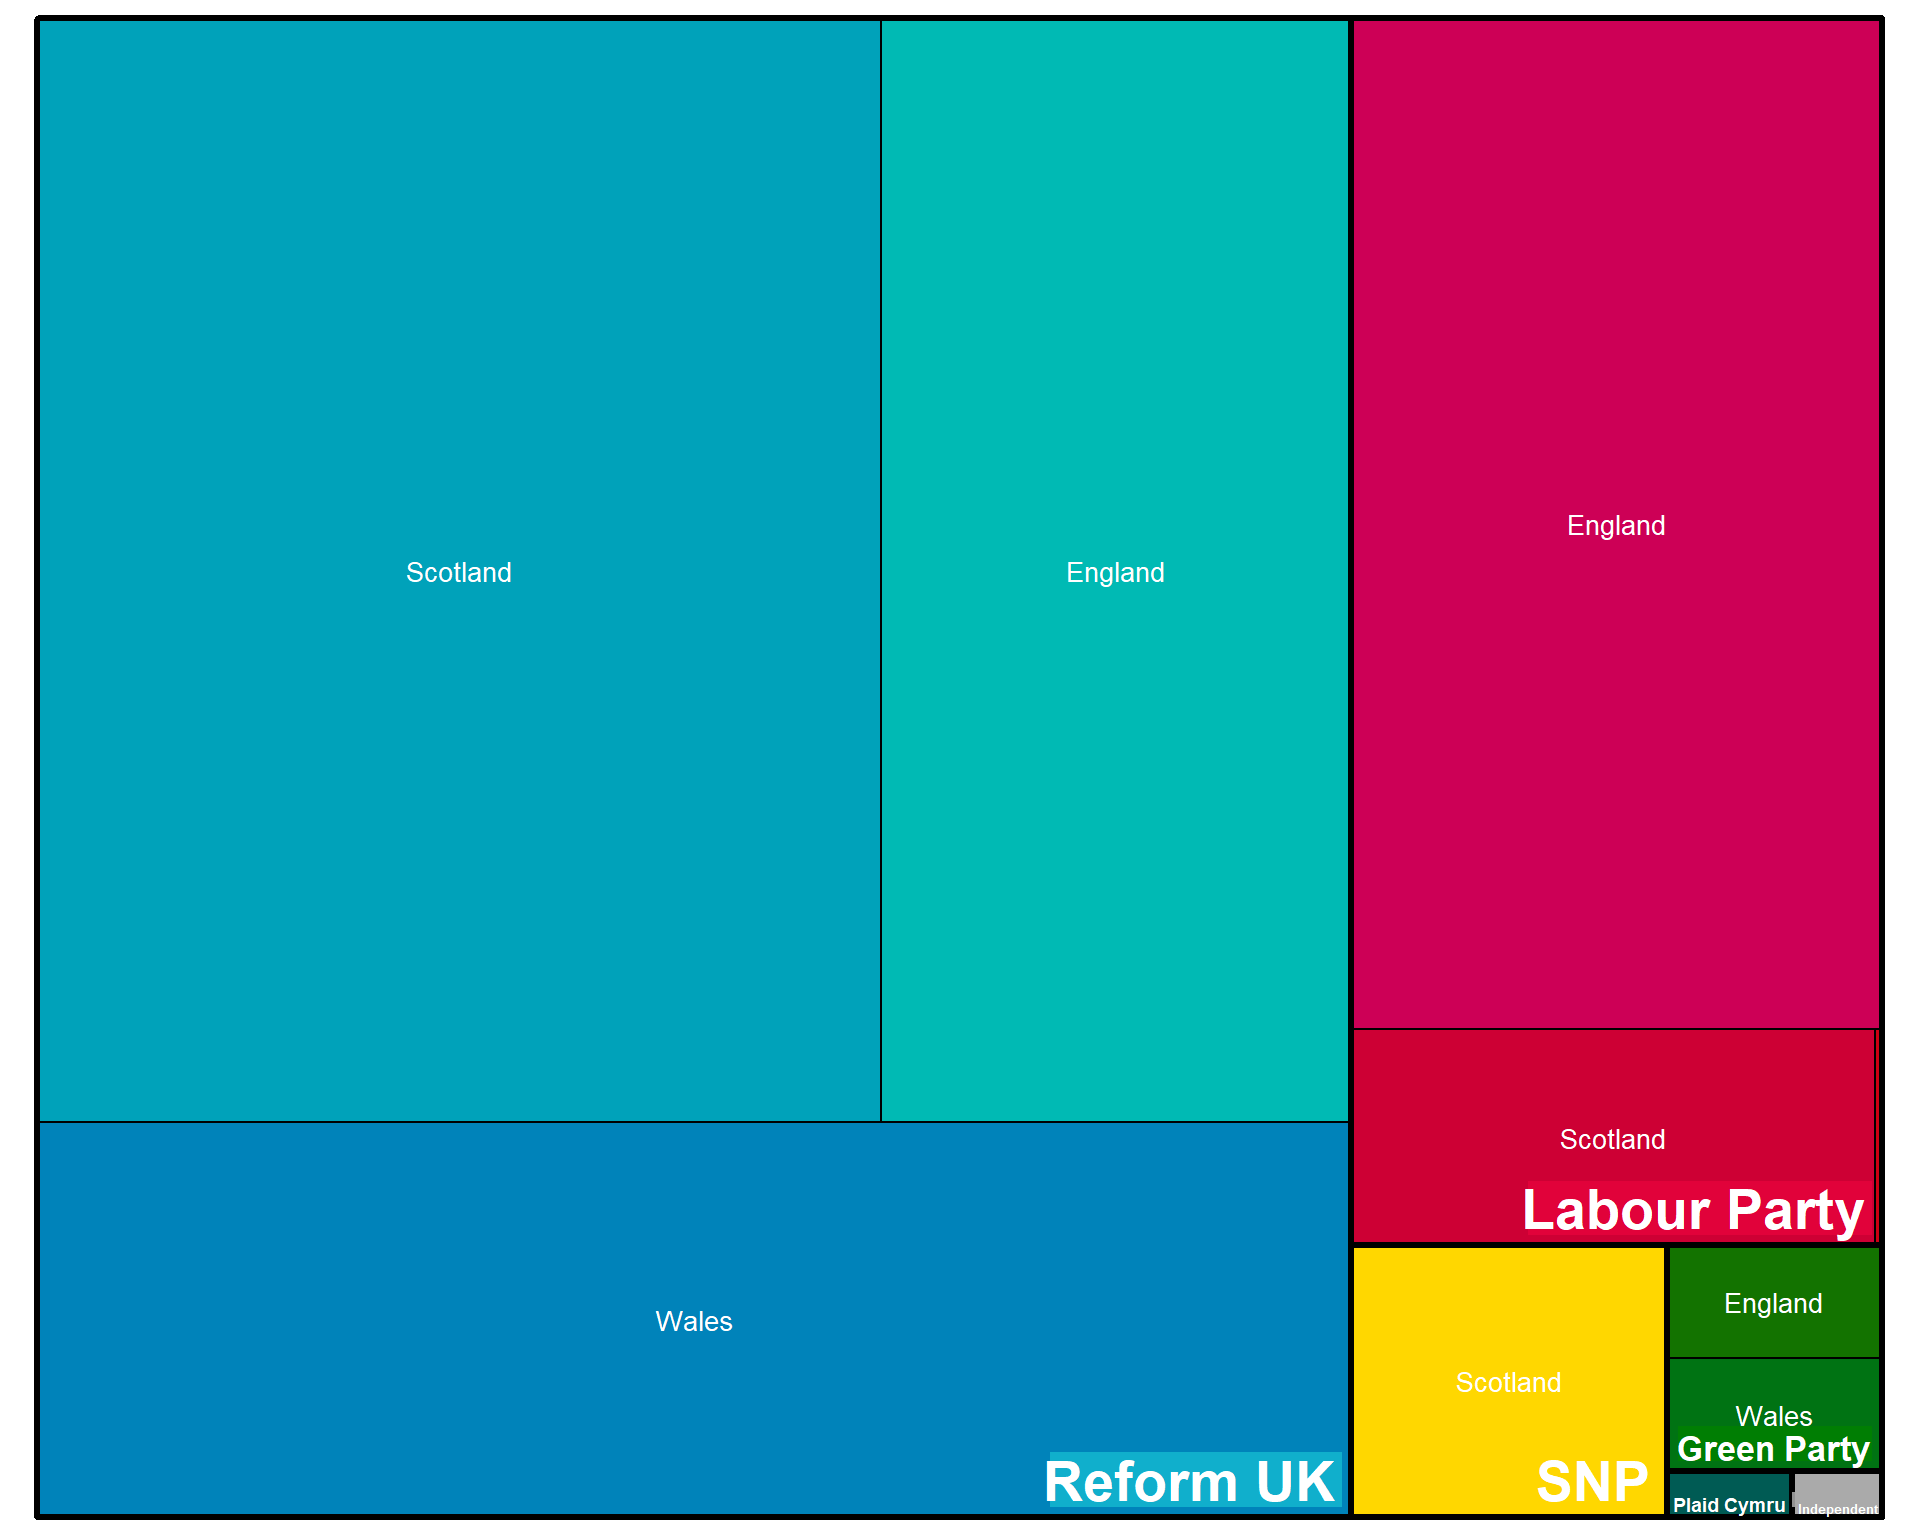 Scotland
England
Wales
Reform UK
England
Scotland
Labour Party
Scotland
SNP
England
Wales
Green Party
Plaid Cymru
Independent